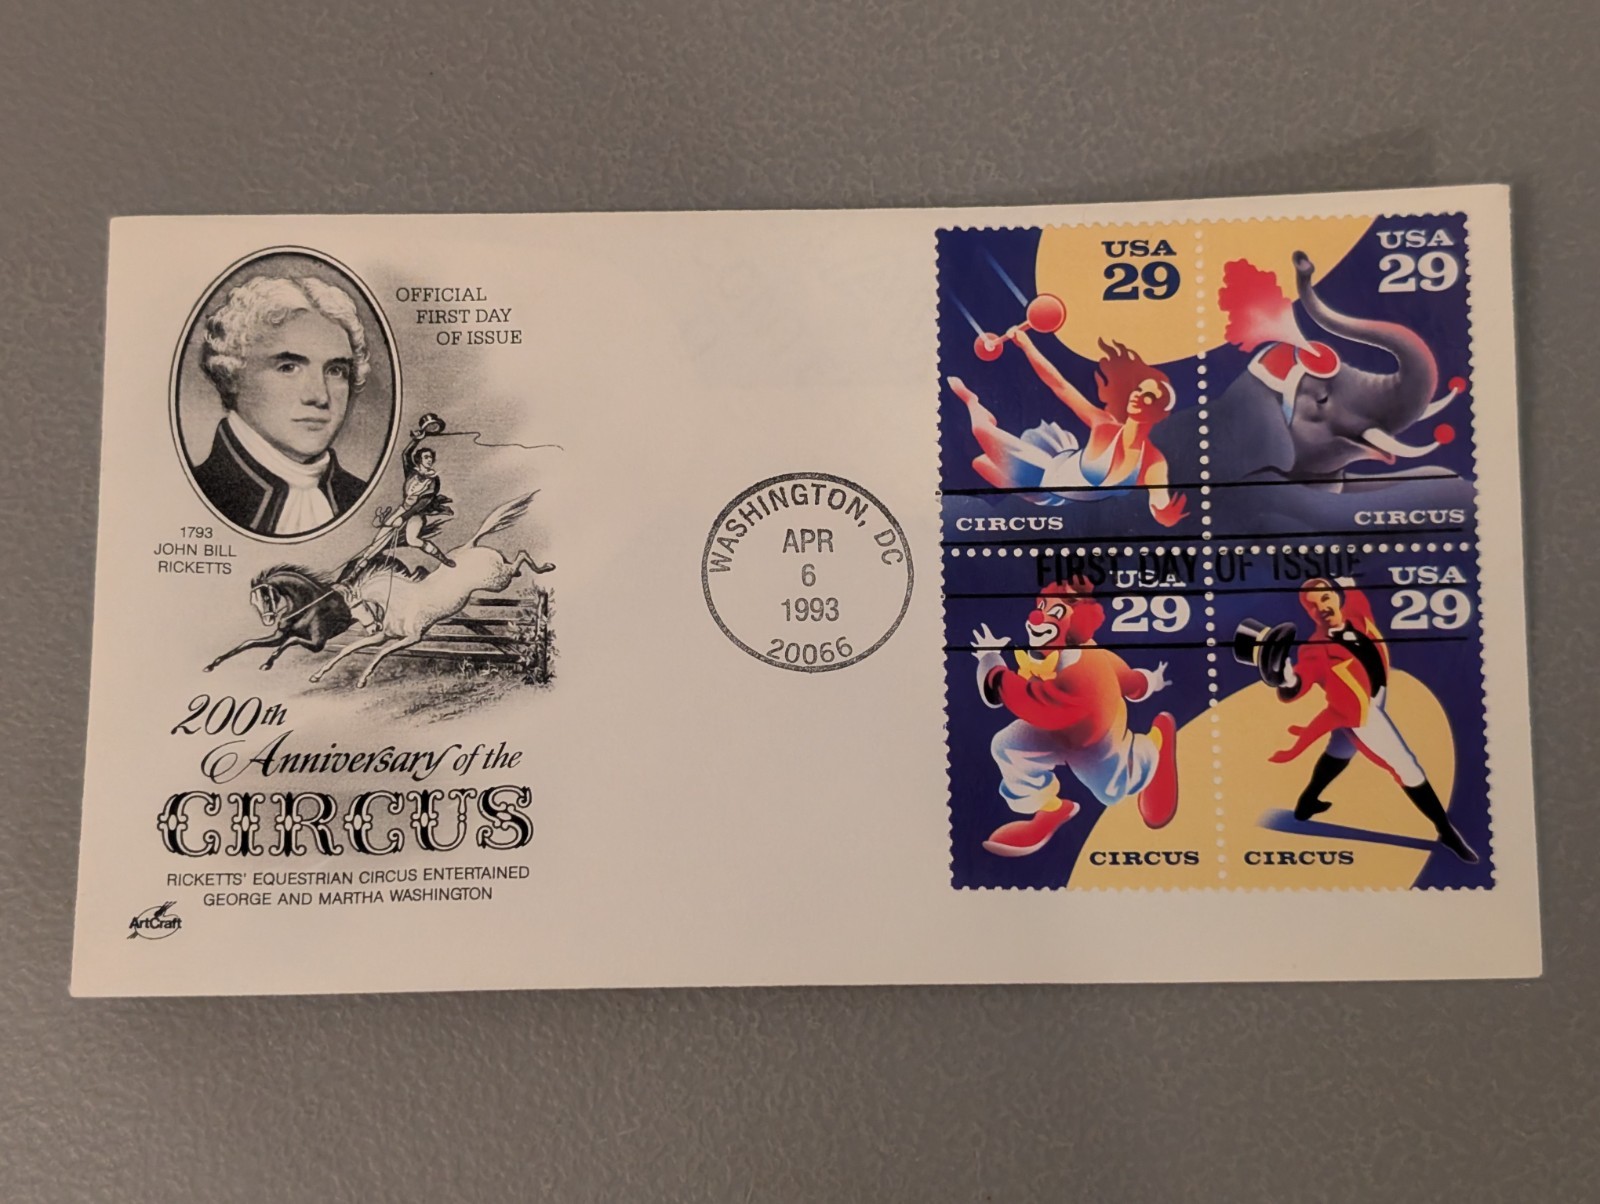 OFFICIAL
FIRST DAY
OF ISSUE
1793
JOHN BILL
RICKETTS
200th
Anniversary of the
CIRCUS
RICKETTS' EQUESTRIAN CIRCUS ENTERTAINED
GEORGE AND MARTHA WASHINGTON
ArtCraft
WASHINGTON, DC
APR
6
1993
20066
USA
29
CIRCUS
USA
29
CIRCUS
FIRST DAY OF ISSUE
USA
29
CIRCUS
USA
29
CIRCUS